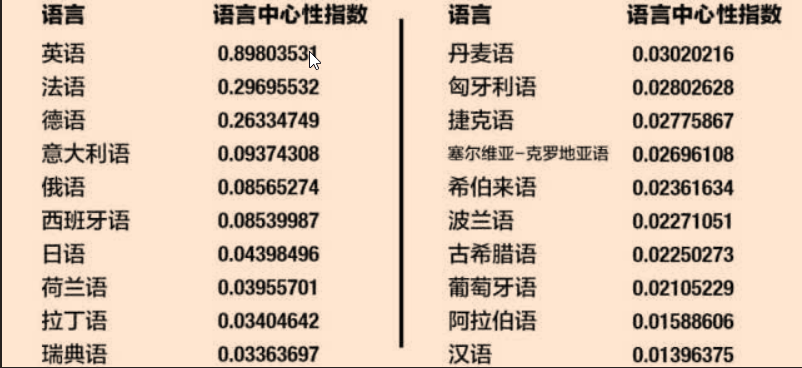 语言 语言中心性指数
英语 0.89803531
法语 0.29695532
德语 0.26334749
意大利语 0.09374308
俄语 0.08565274
西班牙语 0.08539987
日语 0.04398496
荷兰语 0.03955701
拉丁语 0.03404642
瑞典语 0.03363697
语言 语言中心性指数
丹麦语 0.03020216
匈牙利语 0.02802628
捷克语 0.02775867
塞尔维亚-克罗地亚语 0.02696108
希伯来语 0.02361634
波兰语 0.02271051
古希腊语 0.02250273
葡萄牙语 0.02105229
阿拉伯语 0.01588606
汉语 0.01396375